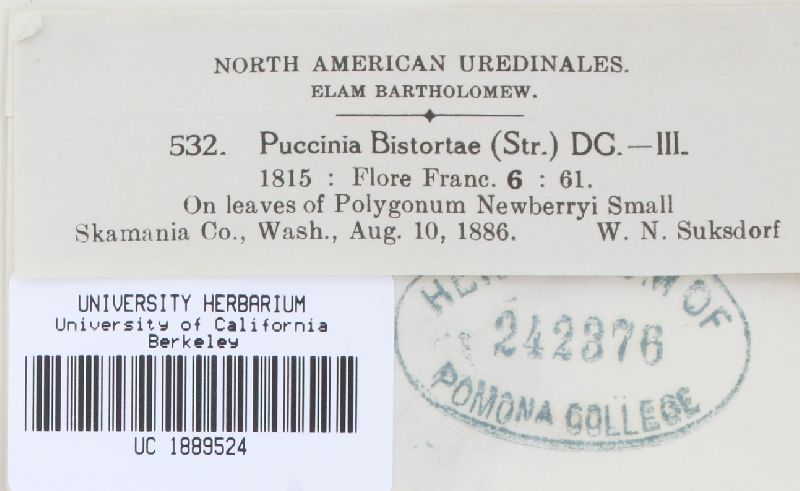 NORTH AMERICAN UREDINALES.
ELAM BARTHOLOMEW.
532. Puccinia Bistortae (Str.) DC.—III.
1815 : Flore Franc. 6 : 61.
On leaves of Polygonum Newberryi Small
Skamania Co., Wash., Aug. 10, 1886. W. N. Suksdorf
UNIVERSITY HERBARIUM
University of California
Berkeley
UC 1889524
OF
242376
POMONA COLLEGE